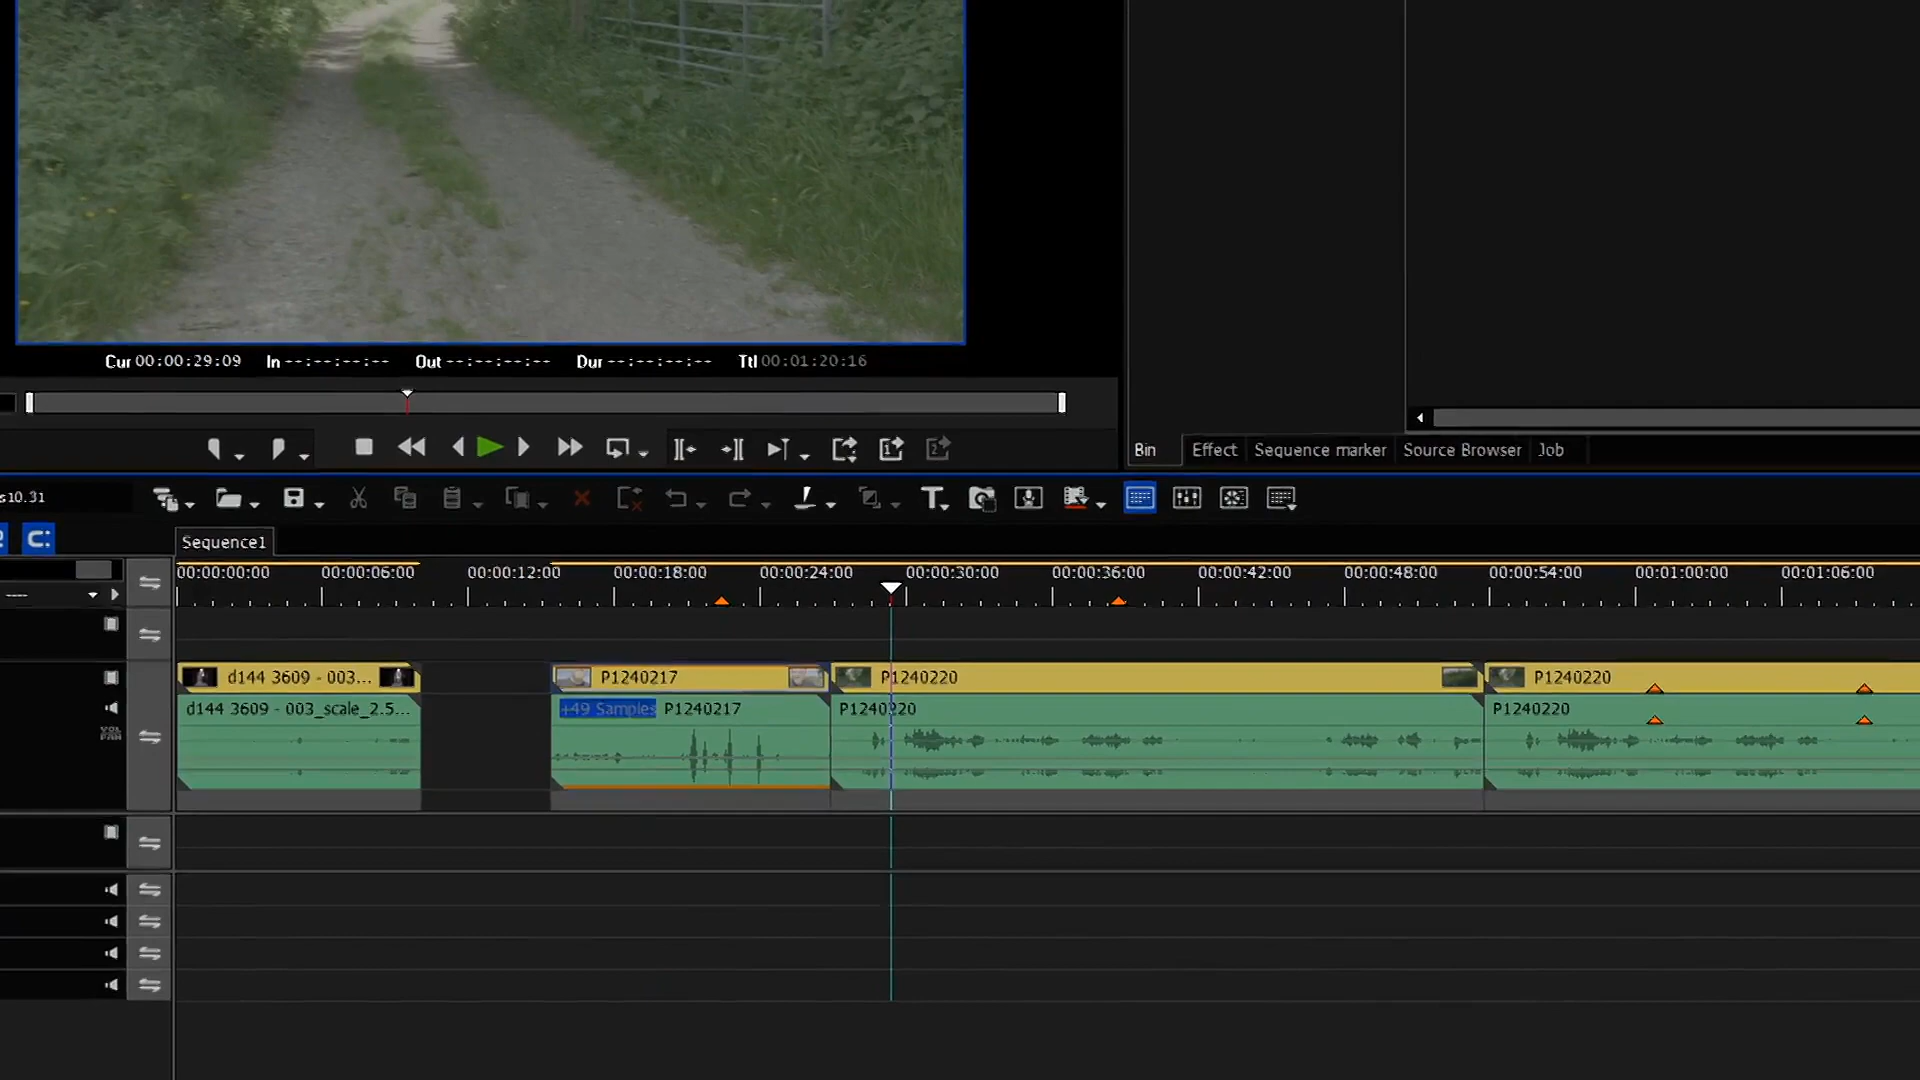 Cur 00:00:29:09 In --:--:--:-- Out --:--:--:-- Dur --:--:--:-- Ttl 00:01:20:16
Bin Effect Sequence marker Source Browser Job
s10.31
Sequence1
00:00:00:00 00:00:06:00 00:00:12:00 00:00:18:00 00:00:24:00 00:00:30:00 00:00:36:00 00:00:42:00 00:00:48:00 00:00:54:00 00:01:00:00 00:01:06:00
d144 3609 - 003... P1240217 P1240220 P1240220
d144 3609 - 003_scale_2.5... +49 Samples P1240217 P1240220 P1240220
VOL
PAN